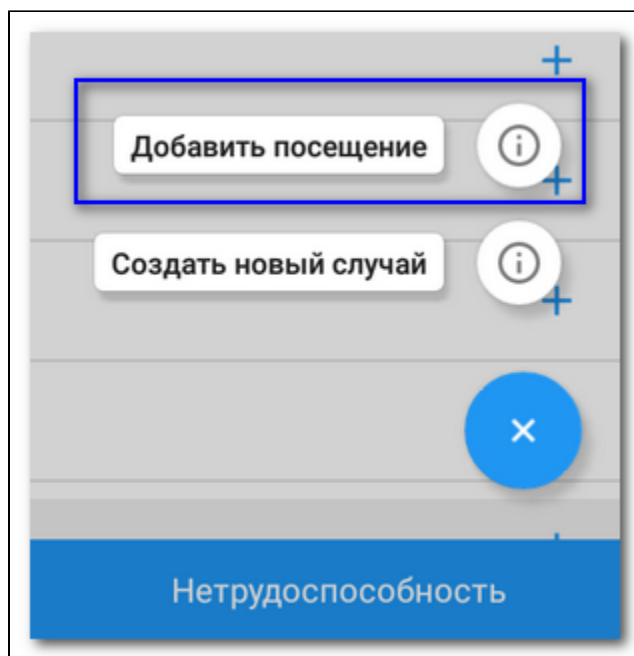 Добавить посещение
Создать новый случай
Нетрудоспособность